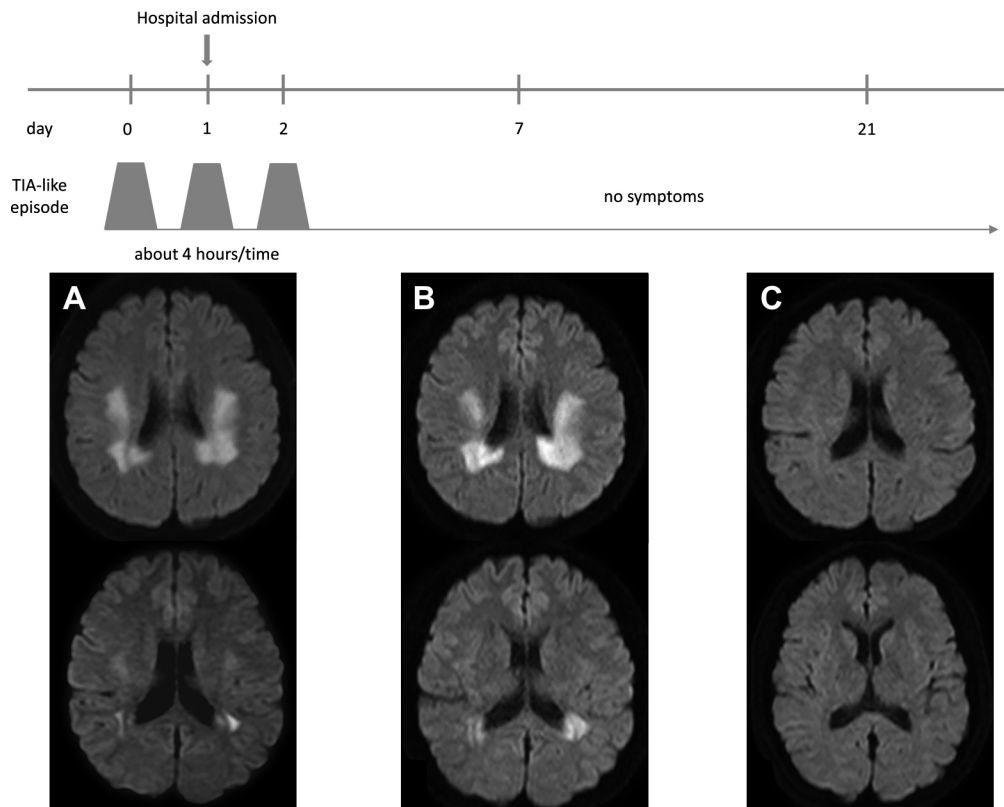 Hospital admission
day 0 1 2 7 21
TIA-like
episode
no symptoms
about 4 hours/time
A B C